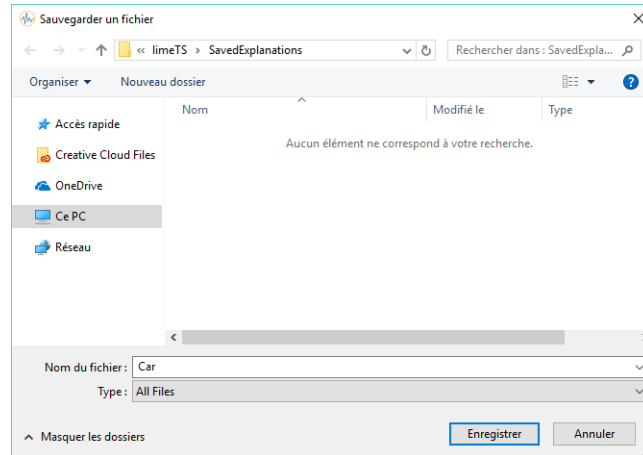 Sauvegarder un fichier
« limeTS > SavedExplanations
Rechercher dans : SavedExpla...
Organiser
Nouveau dossier
Nom
Modifié le
Type
Accès rapide
Aucun élément ne correspond à votre recherche.
Creative Cloud Files
OneDrive
Ce PC
Réseau
Nom du fichier : Car
Type : All Files
Masquer les dossiers
Enregistrer
Annuler